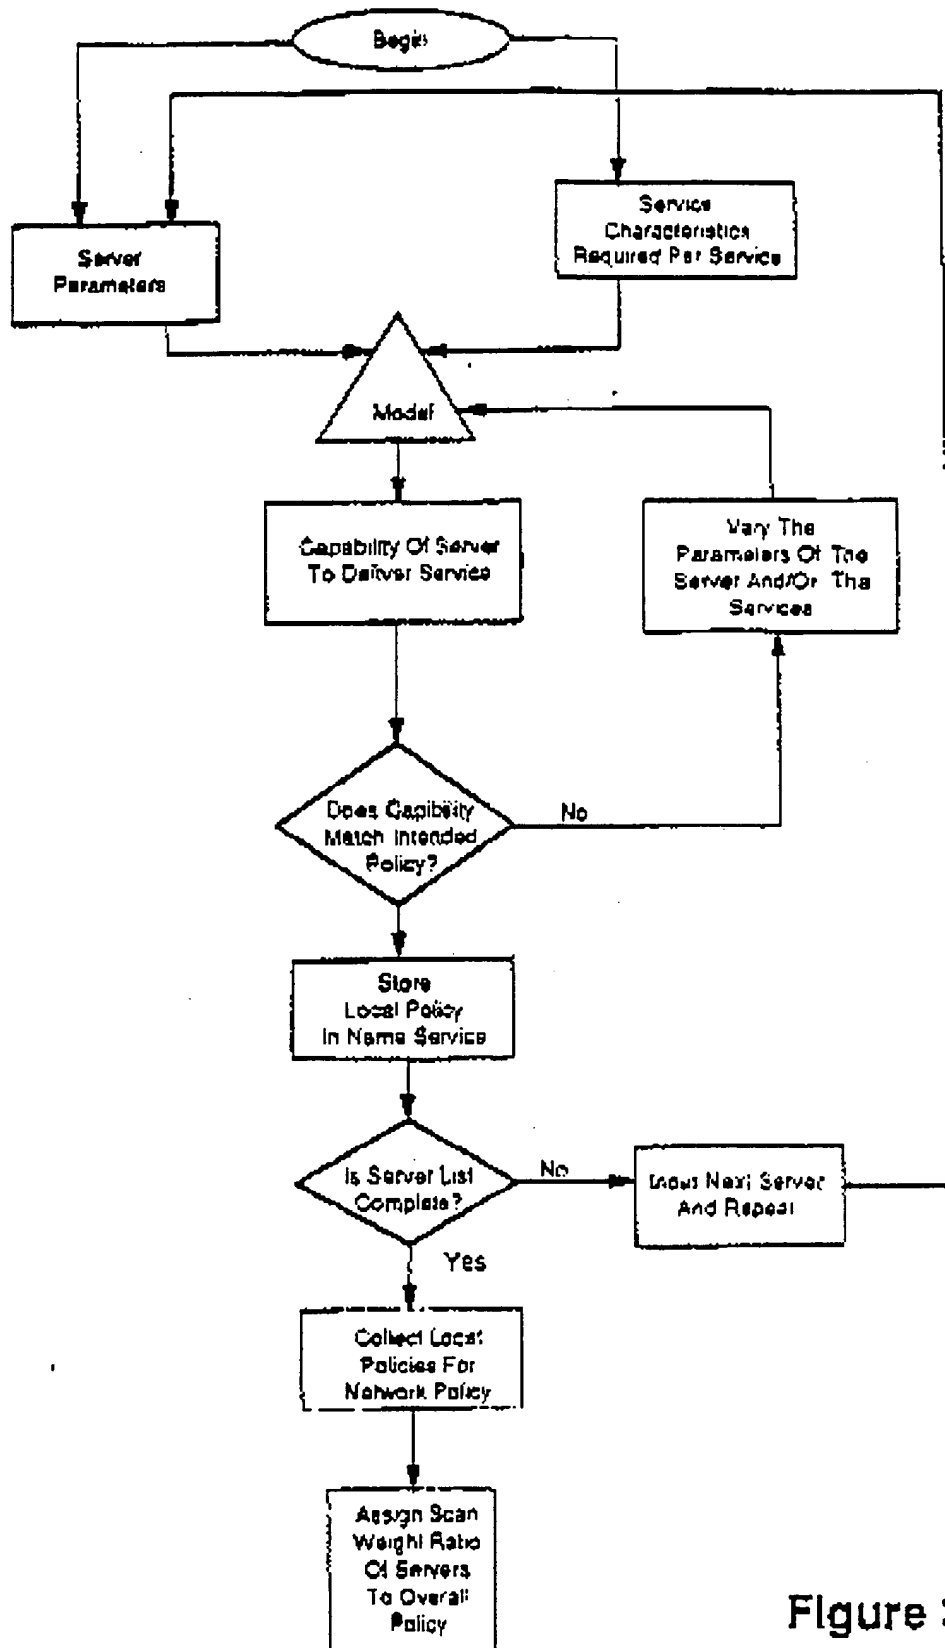 Begin
Server
Parameters
Service
Characteristics
Required Per Service
Model
Capability Of Server
To Deliver Service
Vary The
Parameters Of The
Server And/Or The
Services
Does Capibility
Match Intended
Policy?
No
Store
Local Policy
In Name Service
Is Server List
Complete?
No
Input Next Server
And Repeat
Yes
Collect Local
Policies For
Network Policy
Assign Scan
Weight Ratio
Of Servers
To Overall
Policy
Figure